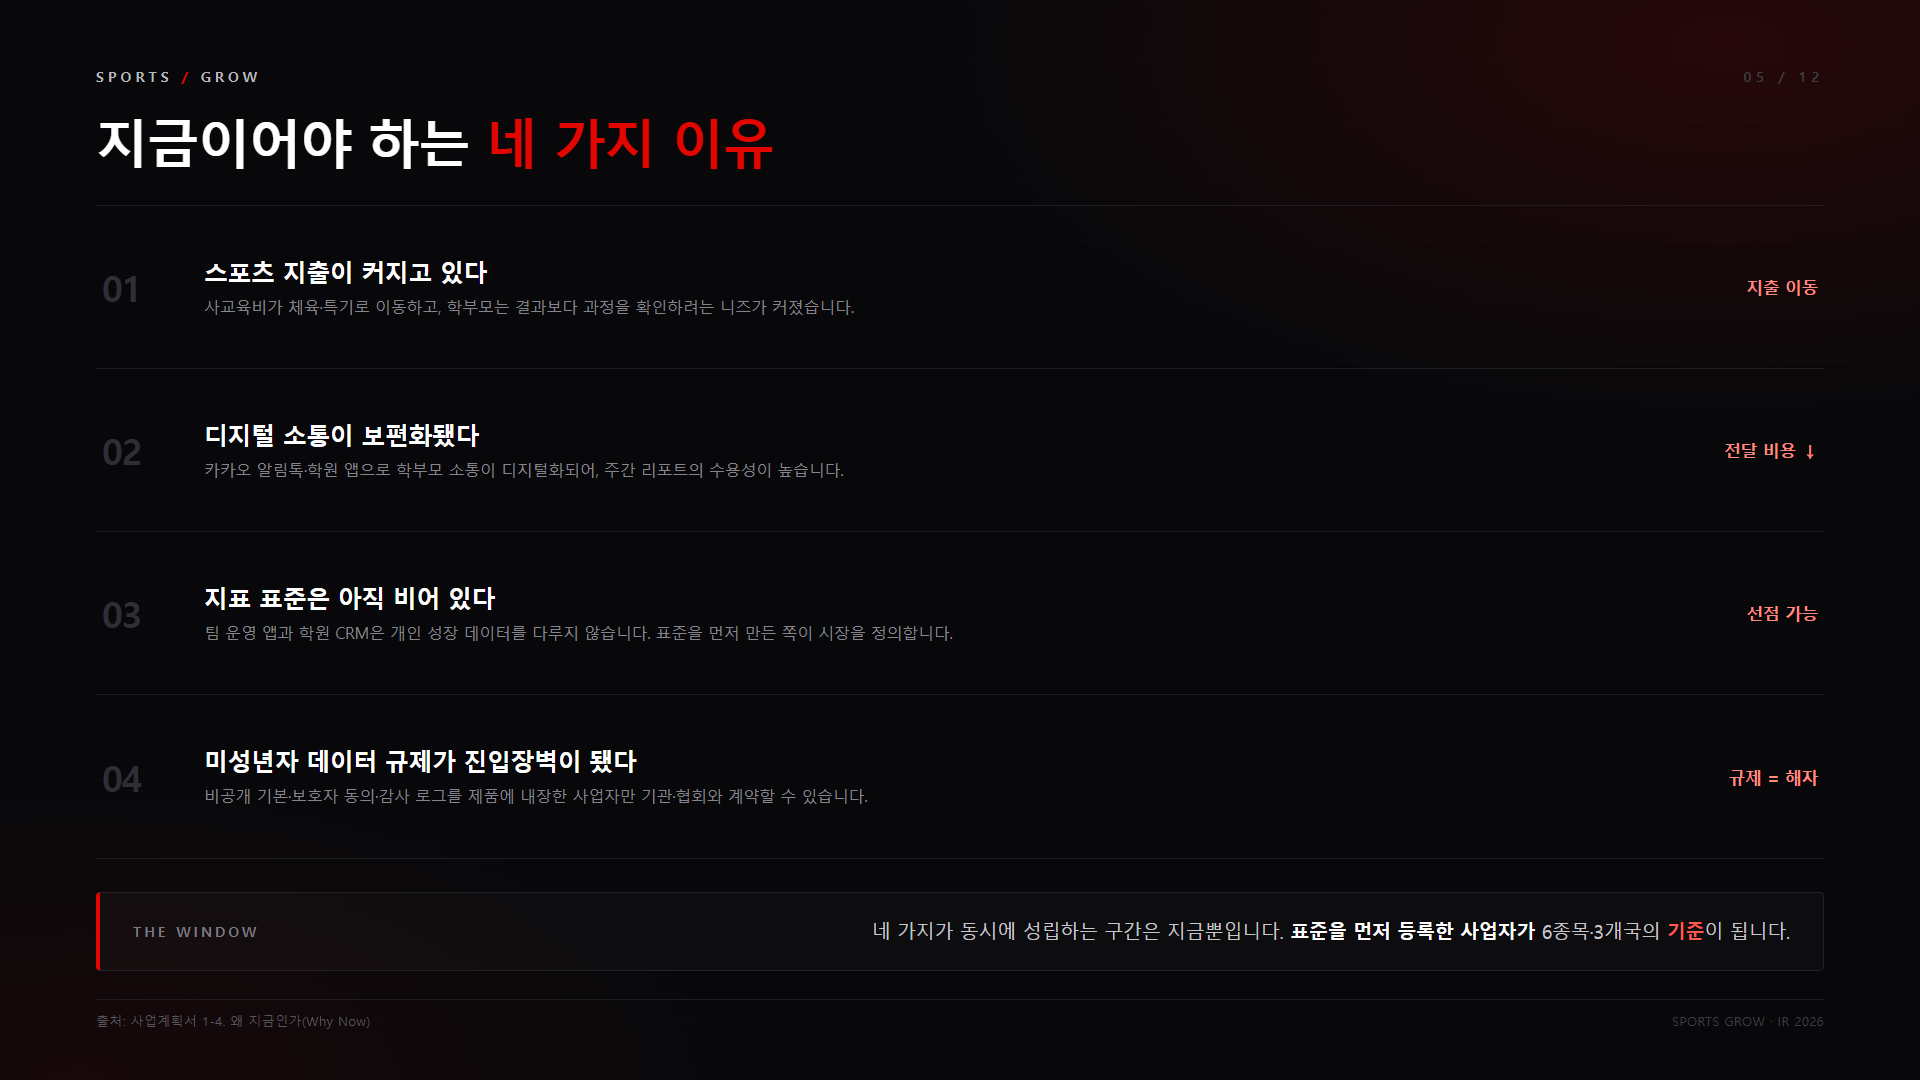 SPORTS / GROW
05 / 12
지금이어야 하는 네 가지 이유
01
스포츠 지출이 커지고 있다
사교육비가 체육·특기로 이동하고, 학부모는 결과보다 과정을 확인하려는 니즈가 커졌습니다.
지출 이동
02
디지털 소통이 보편화됐다
카카오 알림톡·학원 앱으로 학부모 소통이 디지털화되어, 주간 리포트의 수용성이 높습니다.
전달 비용 ↓
03
지표 표준은 아직 비어 있다
팀 운영 앱과 학원 CRM은 개인 성장 데이터를 다루지 않습니다. 표준을 먼저 만든 쪽이 시장을 정의합니다.
선점 가능
04
미성년자 데이터 규제가 진입장벽이 됐다
비공개 기본·보호자 동의·감사 로그를 제품에 내장한 사업자만 기관·협회와 계약할 수 있습니다.
규제 = 해자
THE WINDOW
네 가지가 동시에 성립하는 구간은 지금뿐입니다. 표준을 먼저 등록한 사업자가 6종목·3개국의 기준이 됩니다.
출처: 사업계획서 1-4. 왜 지금인가(Why Now)
SPORTS GROW · IR 2026